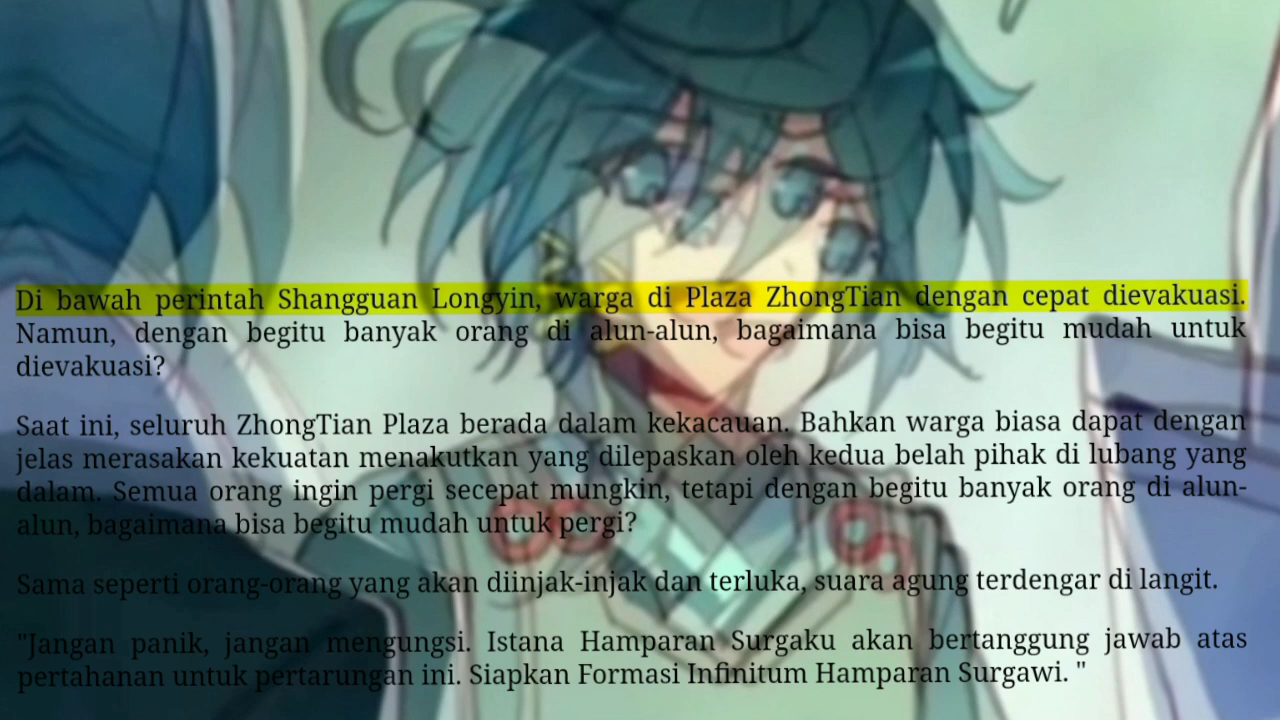 Di bawah perintah Shangguan Longyin, warga di Plaza ZhongTian dengan cepat dievakuasi.
Namun, dengan begitu banyak orang di alun-alun, bagaimana bisa begitu mudah untuk
dievakuasi?
Saat ini, seluruh ZhongTian Plaza berada dalam kekacauan. Bahkan warga biasa dapat dengan
jelas merasakan kekuatan menakutkan yang dilepaskan oleh kedua belah pihak di lubang yang
dalam. Semua orang ingin pergi secepat mungkin, tetapi dengan begitu banyak orang di alun-
alun, bagaimana bisa begitu mudah untuk pergi?
Sama seperti orang-orang yang akan diinjak-injak dan terluka, suara agung terdengar di langit.
"Jangan panik, jangan mengungsi. Istana Hamparan Surgaku akan bertanggung jawab atas
pertahanan untuk pertarungan ini. Siapkan Formasi Infinitum Hamparan Surgawi. "